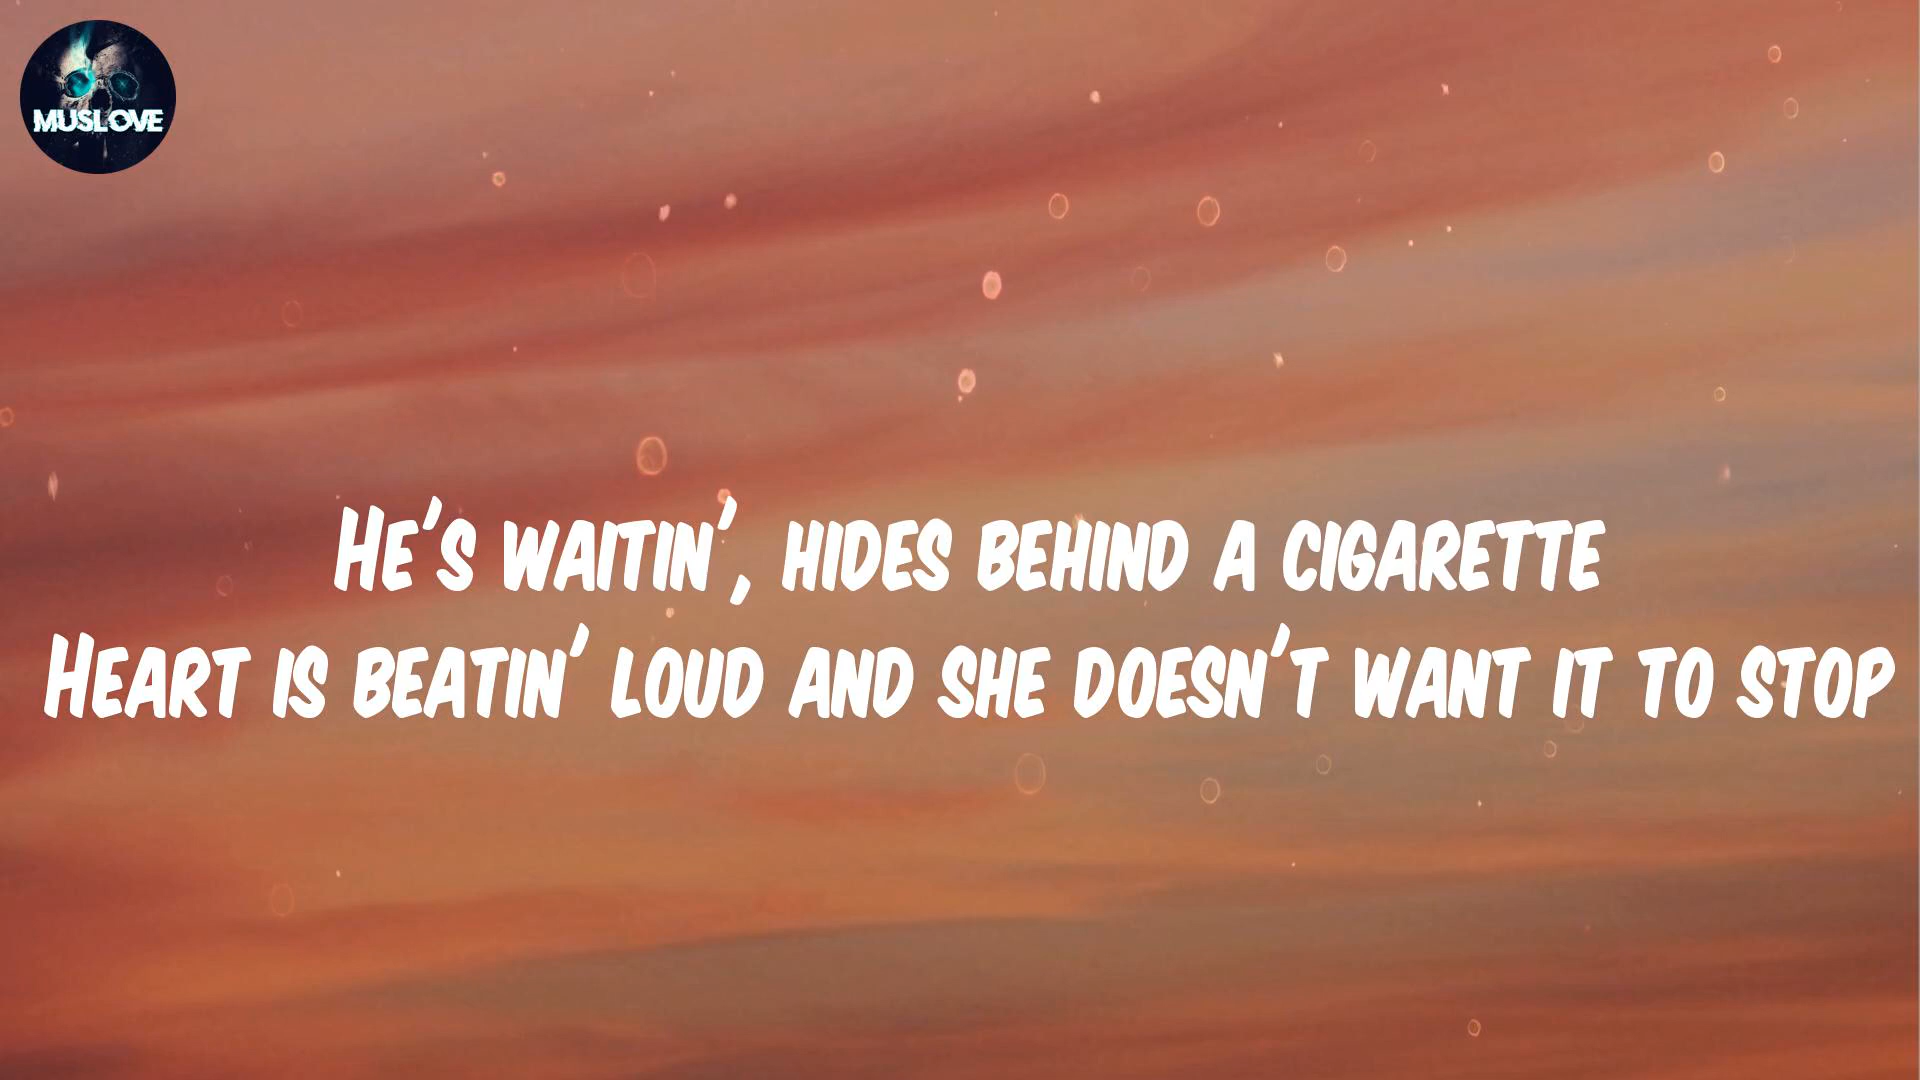 MUSLOVE
He's waitin', hides behind a cigarette
Heart is beatin' loud and she doesn't want it to stop